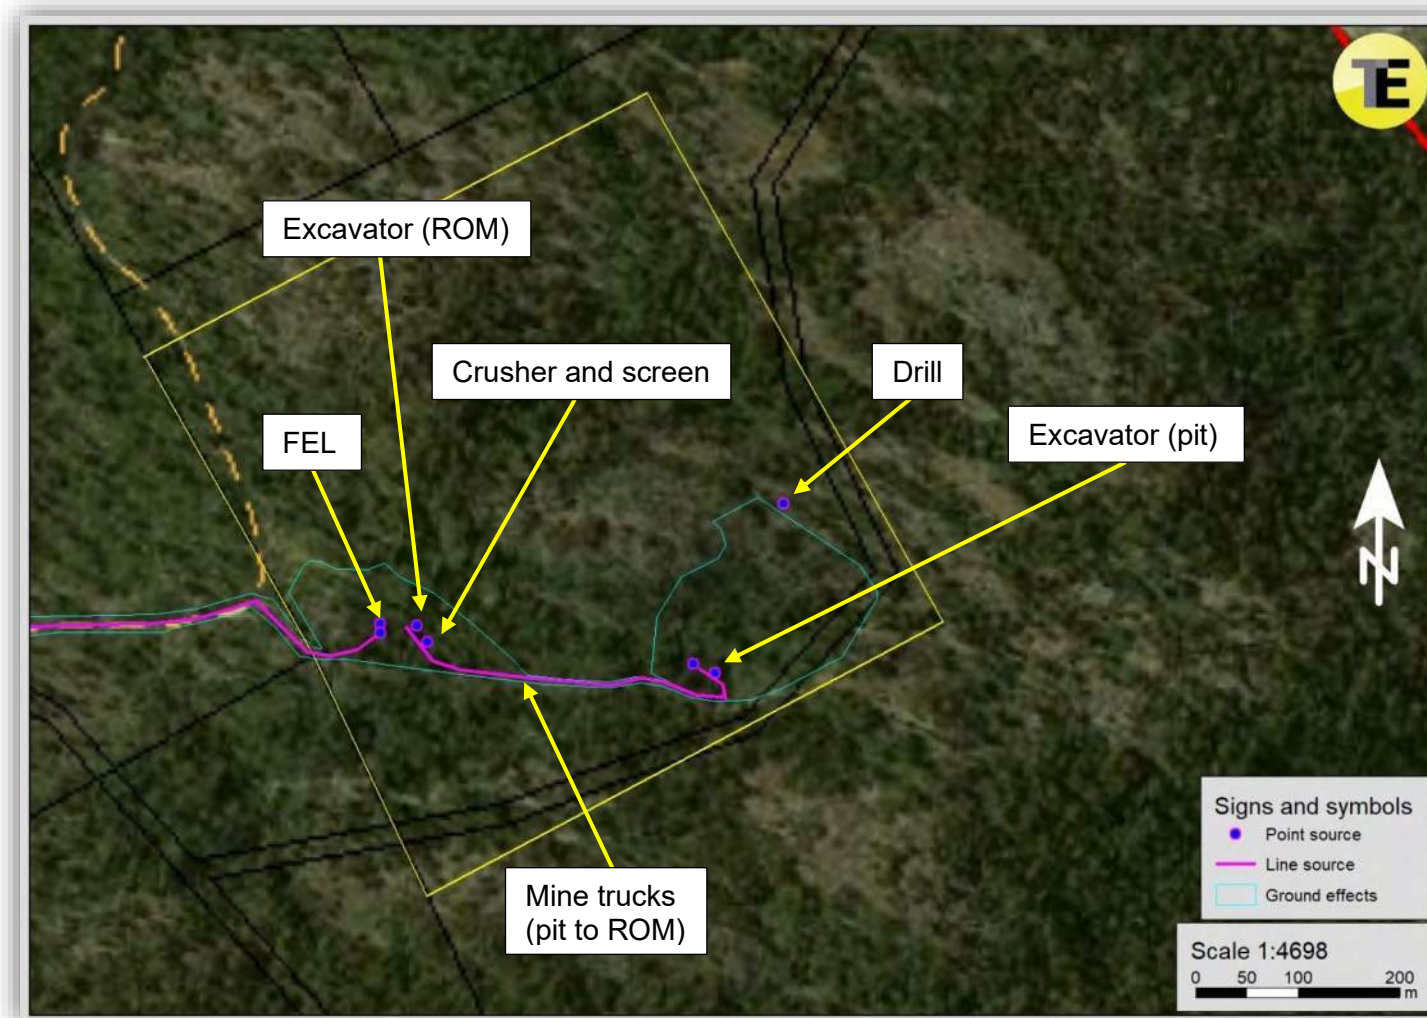 TE
Excavator (ROM)
Crusher and screen
Drill
FEL
Excavator (pit)
N
Mine trucks
(pit to ROM)
Signs and symbols
Point source
Line source
Ground effects
Scale 1:4698
0 50 100 200
m